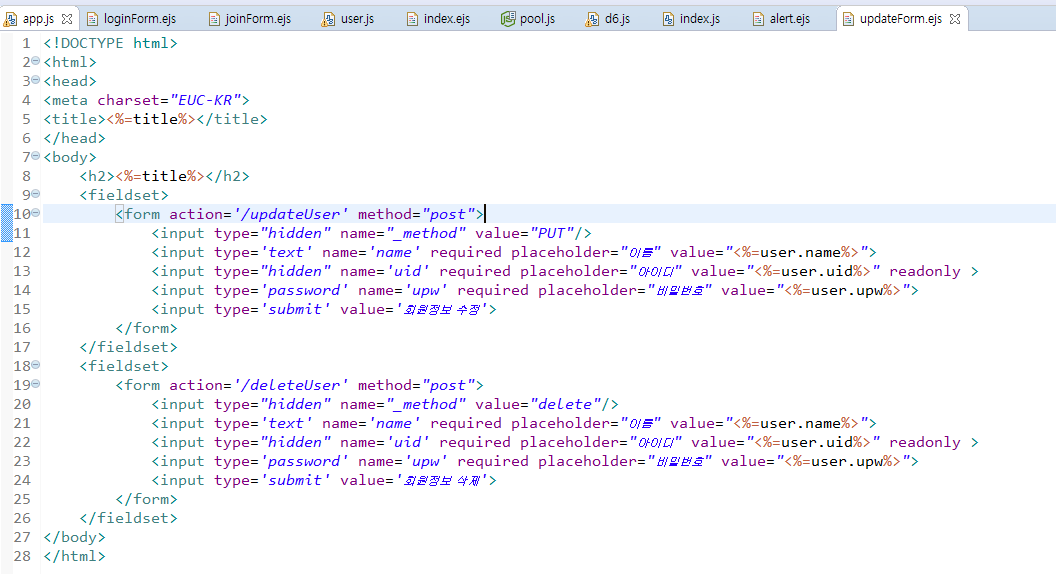 app.js loginForm.ejs joinForm.ejs user.js index.ejs pool.js d6.js index.js alert.ejs updateForm.ejs
1 <!DOCTYPE html>
2 <html>
3 <head>
4 <meta charset="EUC-KR">
5 <title><%=title%></title>
6 </head>
7 <body>
8 <h2><%=title%></h2>
9 <fieldset>
10 <form action='/updateUser' method="post">
11 <input type="hidden" name="_method" value="PUT"/>
12 <input type='text' name='name' required placeholder="이름" value="<%=user.name%>">
13 <input type="hidden" name='uid' required placeholder="아이디" value="<%=user.uid%>" readonly >
14 <input type='password' name='upw' required placeholder="비밀번호" value="<%=user.upw%>">
15 <input type='submit' value='회원정보 수정'>
16 </form>
17 </fieldset>
18 <fieldset>
19 <form action='/deleteUser' method="post">
20 <input type="hidden" name="_method" value="delete"/>
21 <input type='text' name='name' required placeholder="이름" value="<%=user.name%>">
22 <input type="hidden" name='uid' required placeholder="아이디" value="<%=user.uid%>" readonly >
23 <input type='password' name='upw' required placeholder="비밀번호" value="<%=user.upw%>">
24 <input type='submit' value='회원정보 삭제'>
25 </form>
26 </fieldset>
27 </body>
28 </html>